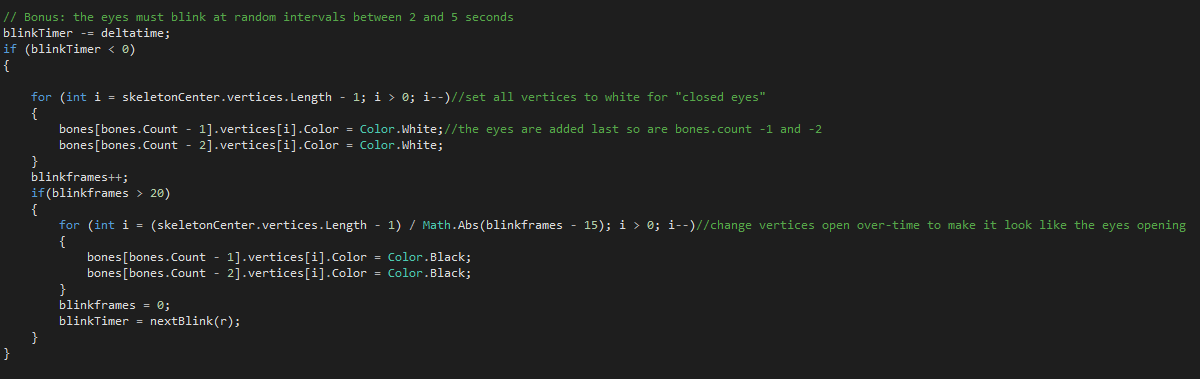 // Bonus: the eyes must blink at random intervals between 2 and 5 seconds
blinkTimer -= deltatime;
if (blinkTimer < 0)
{
for (int i = skeletonCenter.vertices.Length - 1; i > 0; i--)//set all vertices to white for "closed eyes"
{
bones[bones.Count - 1].vertices[i].Color = Color.White;//the eyes are added last so are bones.count -1 and -2
bones[bones.Count - 2].vertices[i].Color = Color.White;
}
blinkframes++;
if(blinkframes > 20)
{
for (int i = (skeletonCenter.vertices.Length - 1) / Math.Abs(blinkframes - 15); i > 0; i--)//change vertices open over-time to make it look like the eyes opening
{
bones[bones.Count - 1].vertices[i].Color = Color.Black;
bones[bones.Count - 2].vertices[i].Color = Color.Black;
}
blinkframes = 0;
blinkTimer = nextBlink(r);
}
}